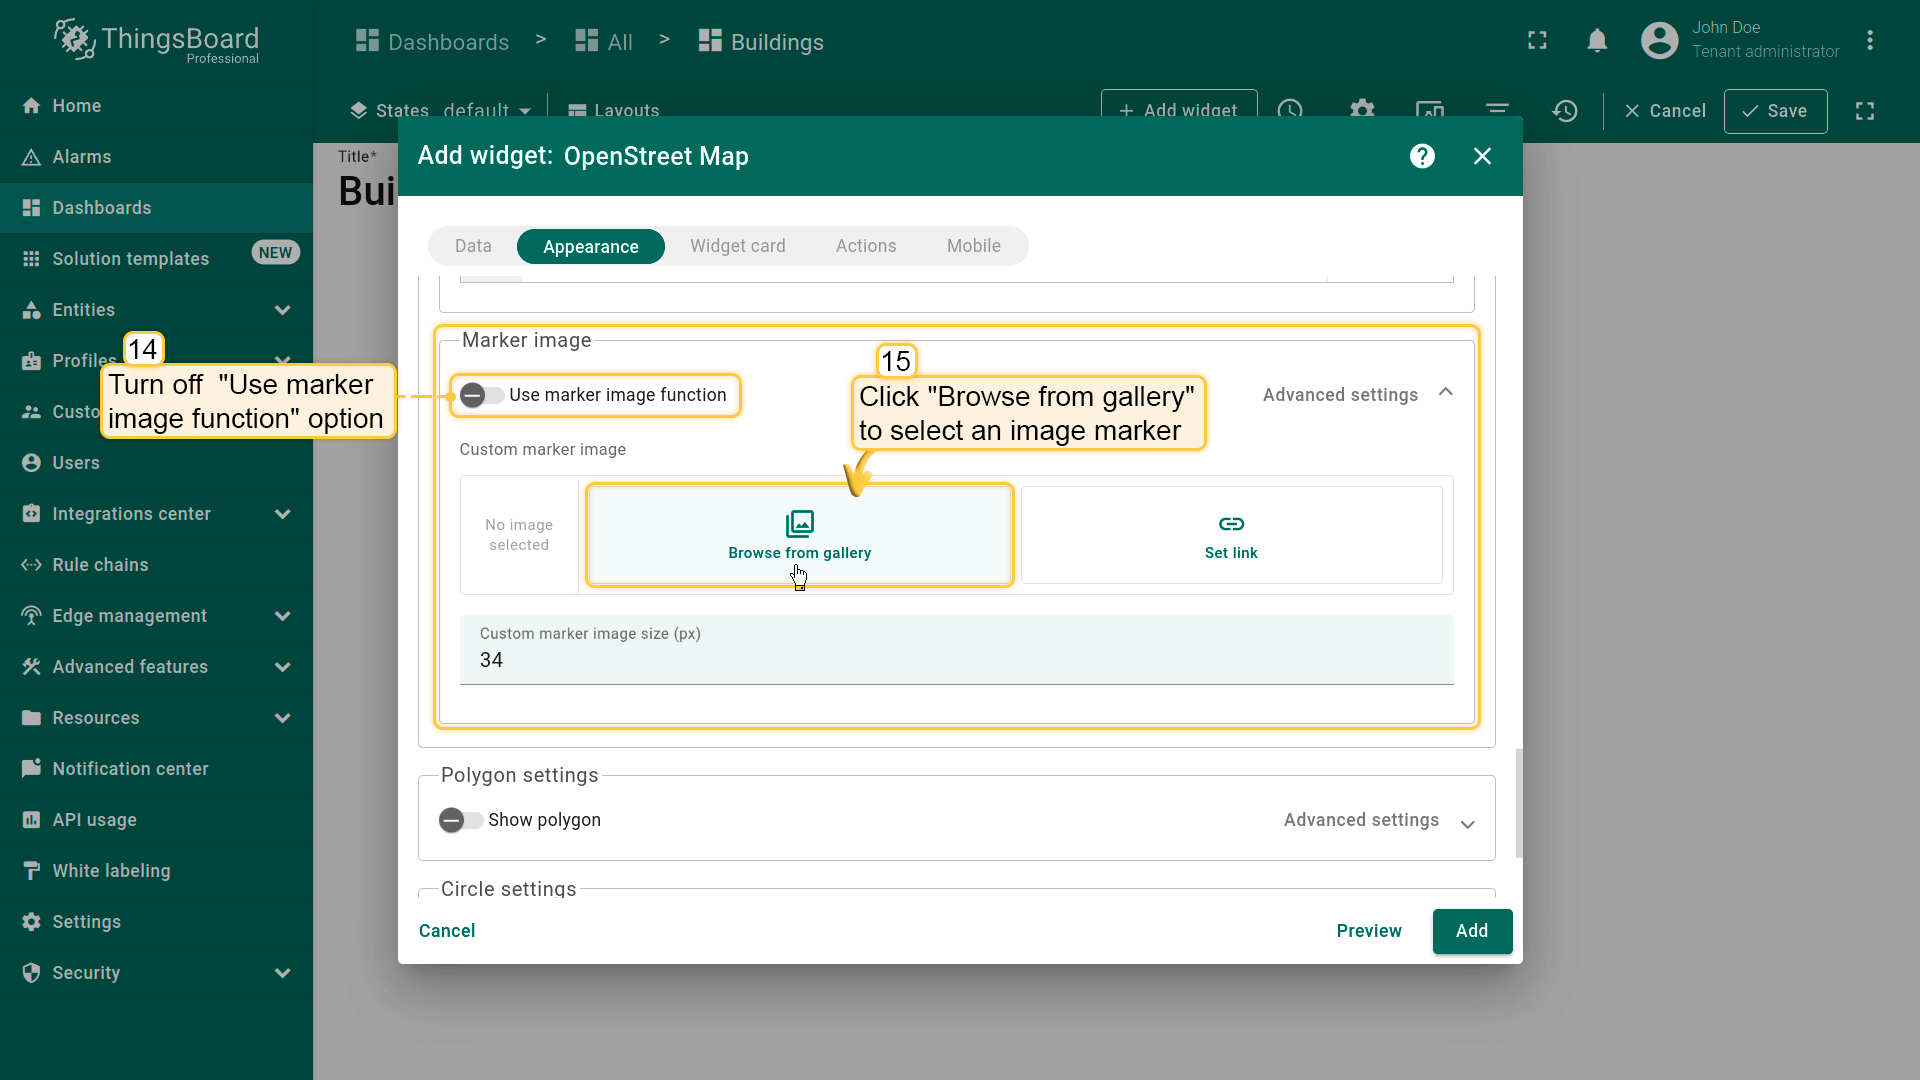 ThingsBoard
Professional
Dashboards > All > Buildings
John Doe
Tenant administrator
Home
Alarms
Dashboards
Solution templates NEW
Entities
Profiles
Custo
Users
Integrations center
Rule chains
Edge management
Advanced features
Resources
Notification center
API usage
White labeling
Settings
Security
States default
Layouts
+ Add widget
Cancel
Save
Title*
Bui
Add widget: OpenStreet Map
?
Data
Appearance
Widget card
Actions
Mobile
Marker image
14
Turn off "Use marker
image function" option
Use marker image function
15
Click "Browse from gallery"
to select an image marker
Advanced settings
Custom marker image
No image
selected
Browse from gallery
Set link
Custom marker image size (px)
34
Polygon settings
Show polygon
Advanced settings
Circle settings
Cancel
Preview
Add